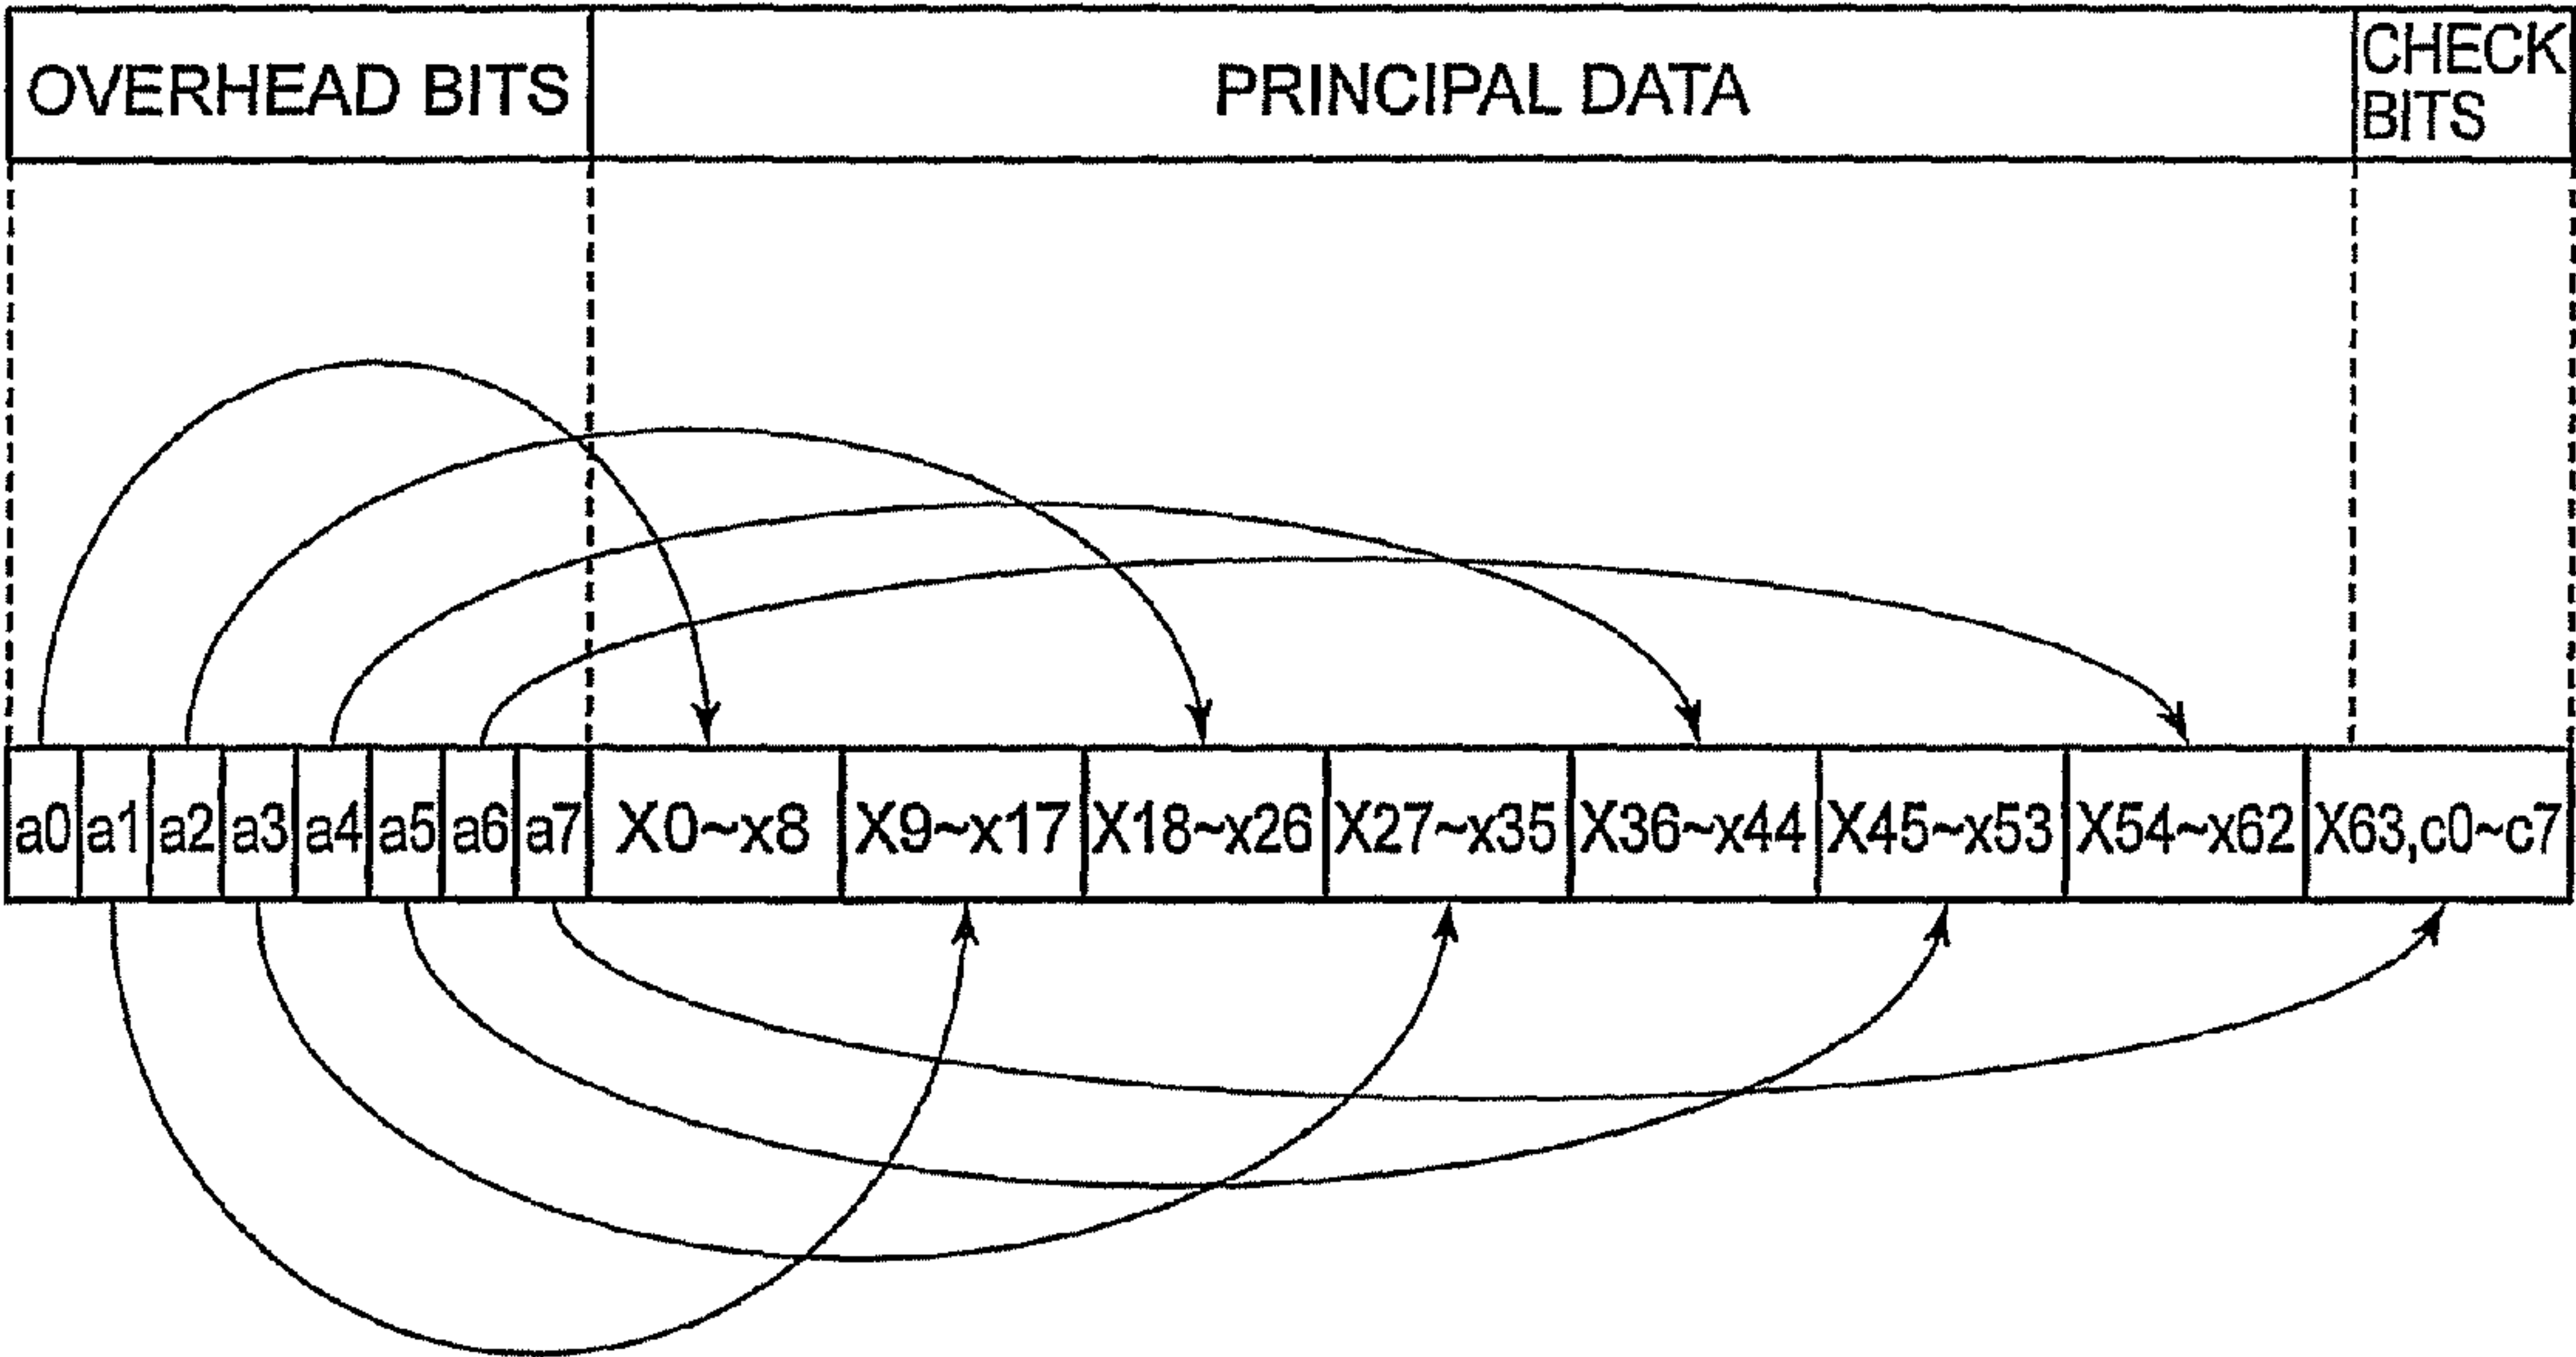 OVERHEAD BITS
PRINCIPAL DATA
CHECK
BITS
a0 a1 a2 a3 a4 a5 a6 a7 X0~x8 X9~x17 X18~x26 X27~x35 X36~x44 X45~x53 X54~x62 X63,c0~c7